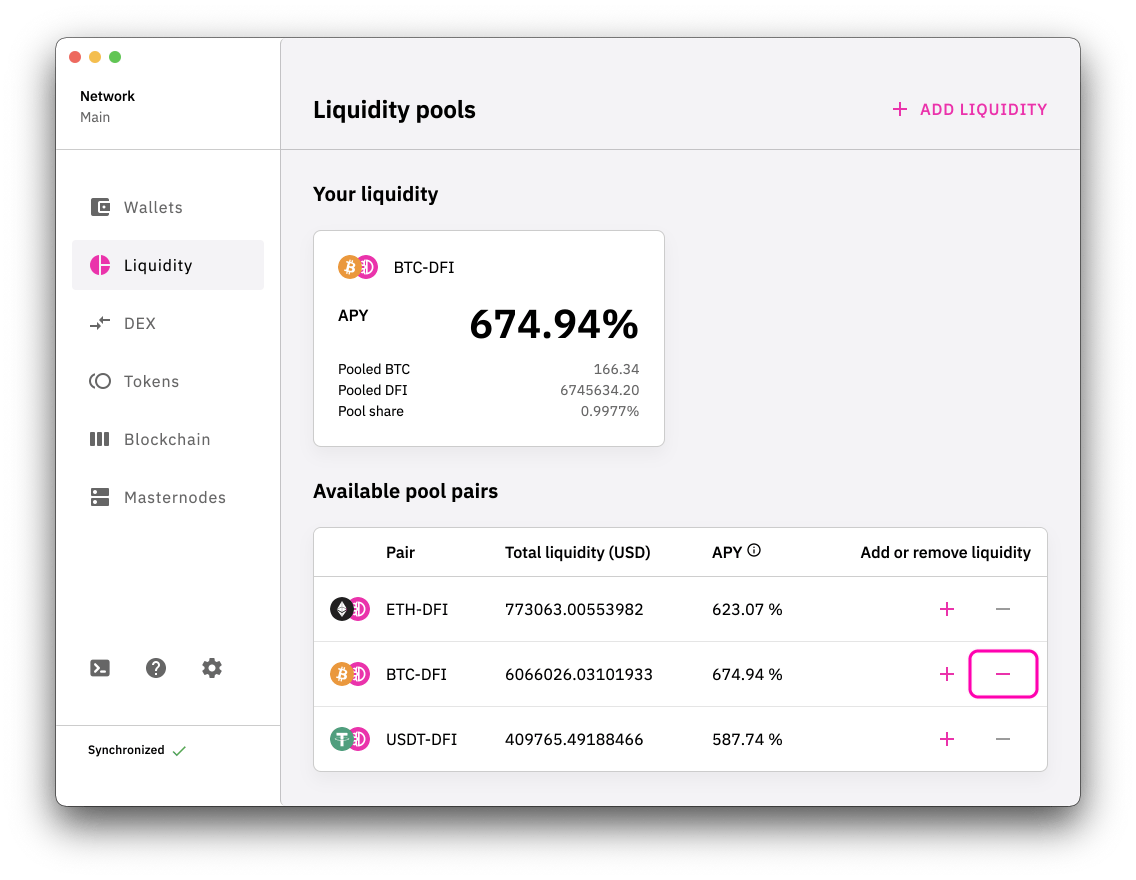 Network
Main
Wallets
Liquidity
DEX
Tokens
Blockchain
Masternodes
Synchronized
Liquidity pools
+ ADD LIQUIDITY
Your liquidity
BTC-DFI
APY 674.94%
Pooled BTC 166.34
Pooled DFI 6745634.20
Pool share 0.9977%
Available pool pairs
Pair Total liquidity (USD) APY Add or remove liquidity
ETH-DFI 773063.00553982 623.07 % + −
BTC-DFI 6066026.03101933 674.94 % + −
USDT-DFI 409765.49188466 587.74 % + −